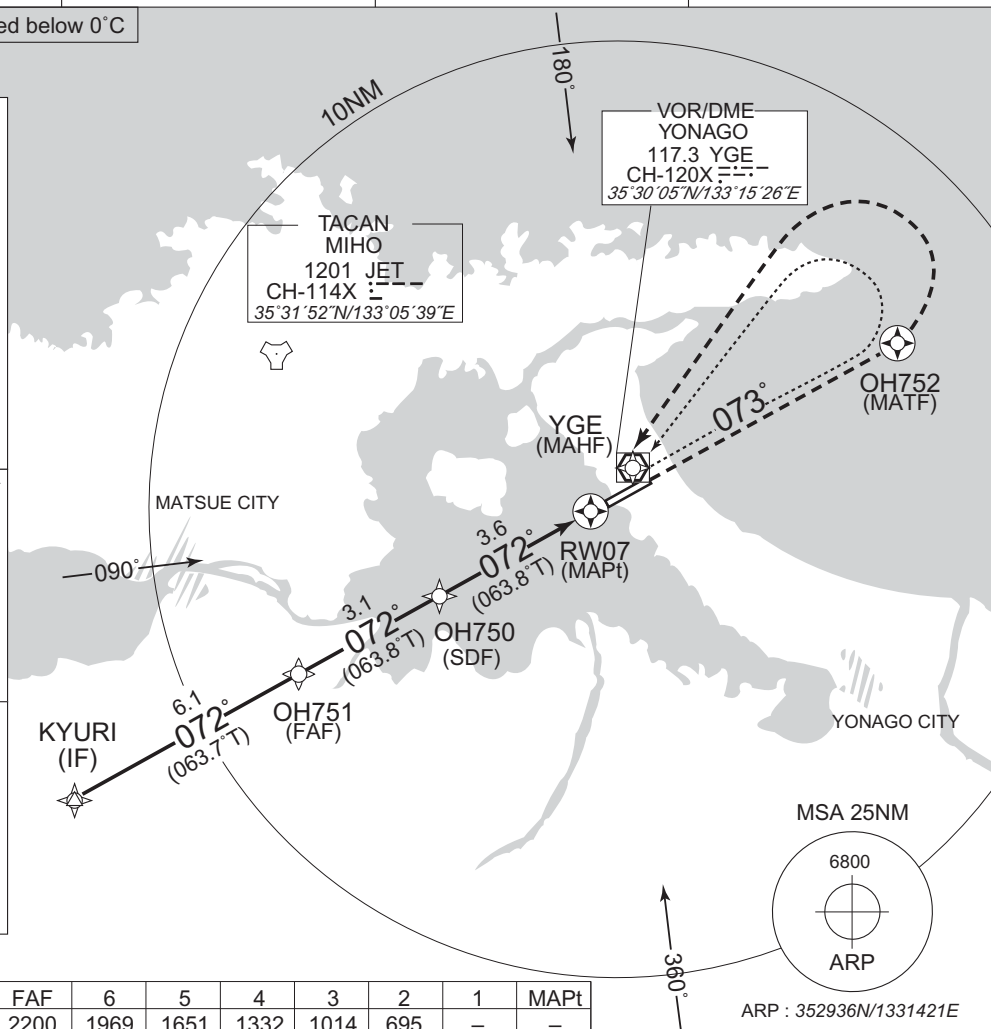 ed below 0°C
10NM
180°
VOR/DME
YONAGO
117.3 YGE
CH-120X
35°30´05˝N/133°15´26˝E
TACAN
MIHO
1201 JET
CH-114X
35°31´52˝N/133°05´39˝E
OH752
(MATF)
073°
YGE
(MAHF)
MATSUE CITY
RW07
(MAPt)
3.6
072°
(063.8°T)
090°
3.1
072°
(063.8°T)
OH750
(SDF)
6.1
072°
(063.7°T)
OH751
(FAF)
KYURI
(IF)
YONAGO CITY
MSA 25NM
6800
ARP
360°
FAF 6 5 4 3 2 1 MAPt
2200 1969 1651 1332 1014 695 – –
ARP : 352936N/1331421E